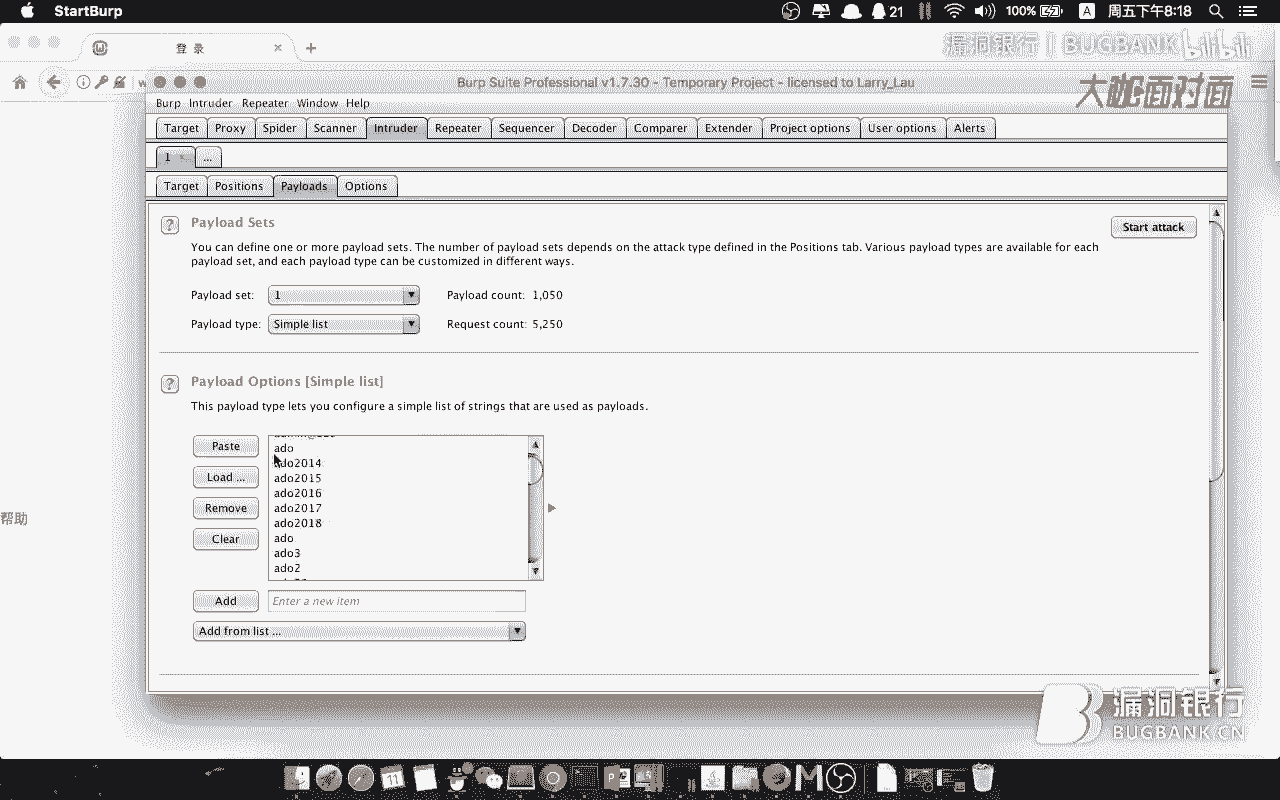 StartBurp
21
100%
A
周五下午8:18
登 录
漏洞银行 | BUGBANK bilibili
大咖面对面
w
Burp Suite Professional v1.7.30 - Temporary Project - licensed to Larry_Lau
Burp Intruder Repeater Window Help
Target Proxy Spider Scanner Intruder Repeater Sequencer Decoder Comparer Extender Project options User options Alerts
1 × ...
Target Positions Payloads Options
? Payload Sets
Start attack
You can define one or more payload sets. The number of payload sets depends on the attack type defined in the Positions tab. Various payload types are available for each
payload set, and each payload type can be customized in different ways.
Payload set: 1 Payload count: 1,050
Payload type: Simple list Request count: 5,250
? Payload Options [Simple list]
This payload type lets you configure a simple list of strings that are used as payloads.
Paste
Load ...
Remove
Clear
ado
ado2014
ado2015
ado2016
ado2017
ado2018
ado
ado3
ado2
帮助
Add Enter a new item
Add from list ...
漏洞银行
BUGBANK.CN
11